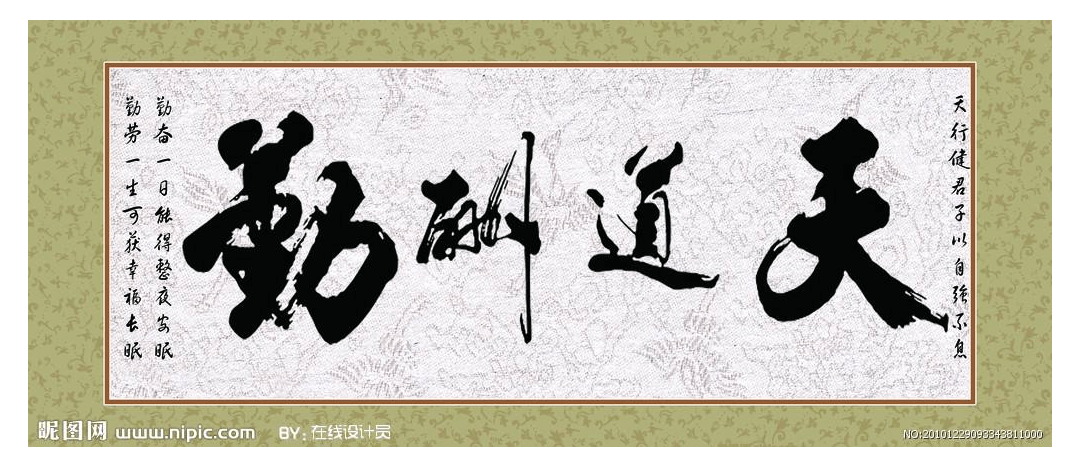 天行健君子以自强不息
天道酬勤
勤奋一日能得整夜安眠
勤劳一生可获幸福长眠
昵图网 www.nipic.com BY:在线设计员
NO:20101229093343811000